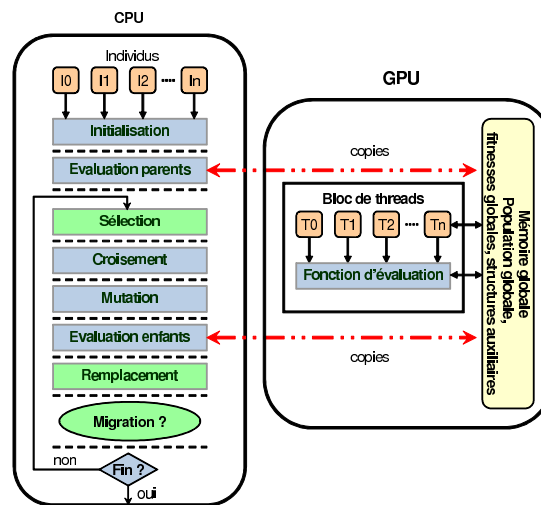 CPU
Individus
I0 I1 I2 In
Initialisation
Evaluation parents
Sélection
Croisement
Mutation
Evaluation enfants
Remplacement
Migration ?
non
Fin ?
oui
GPU
copies
Bloc de threads
T0 T1 T2 Tn
Fonction d'évaluation
copies
Mémoire globale
Population globale,
fitnesses globales, structures auxiliaires